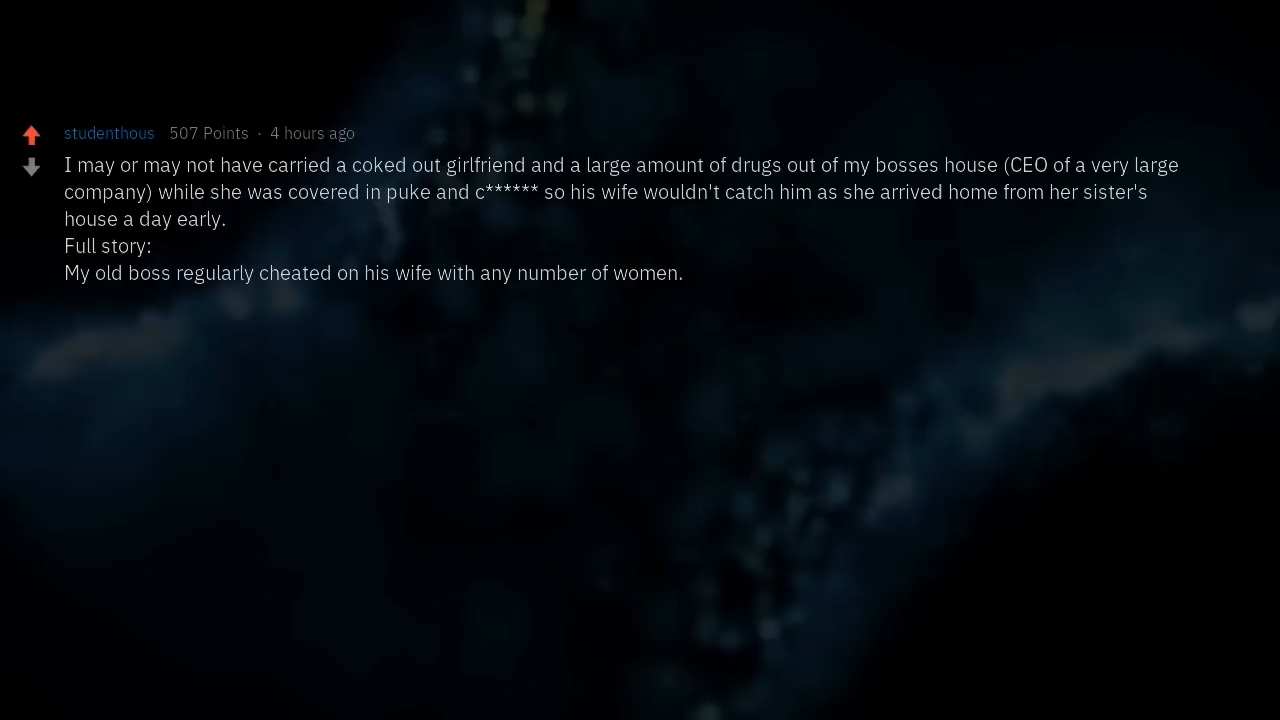 studenthous 507 Points · 4 hours ago
I may or may not have carried a coked out girlfriend and a large amount of drugs out of my bosses house (CEO of a very large
company) while she was covered in puke and c****** so his wife wouldn't catch him as she arrived home from her sister's
house a day early.
Full story:
My old boss regularly cheated on his wife with any number of women.